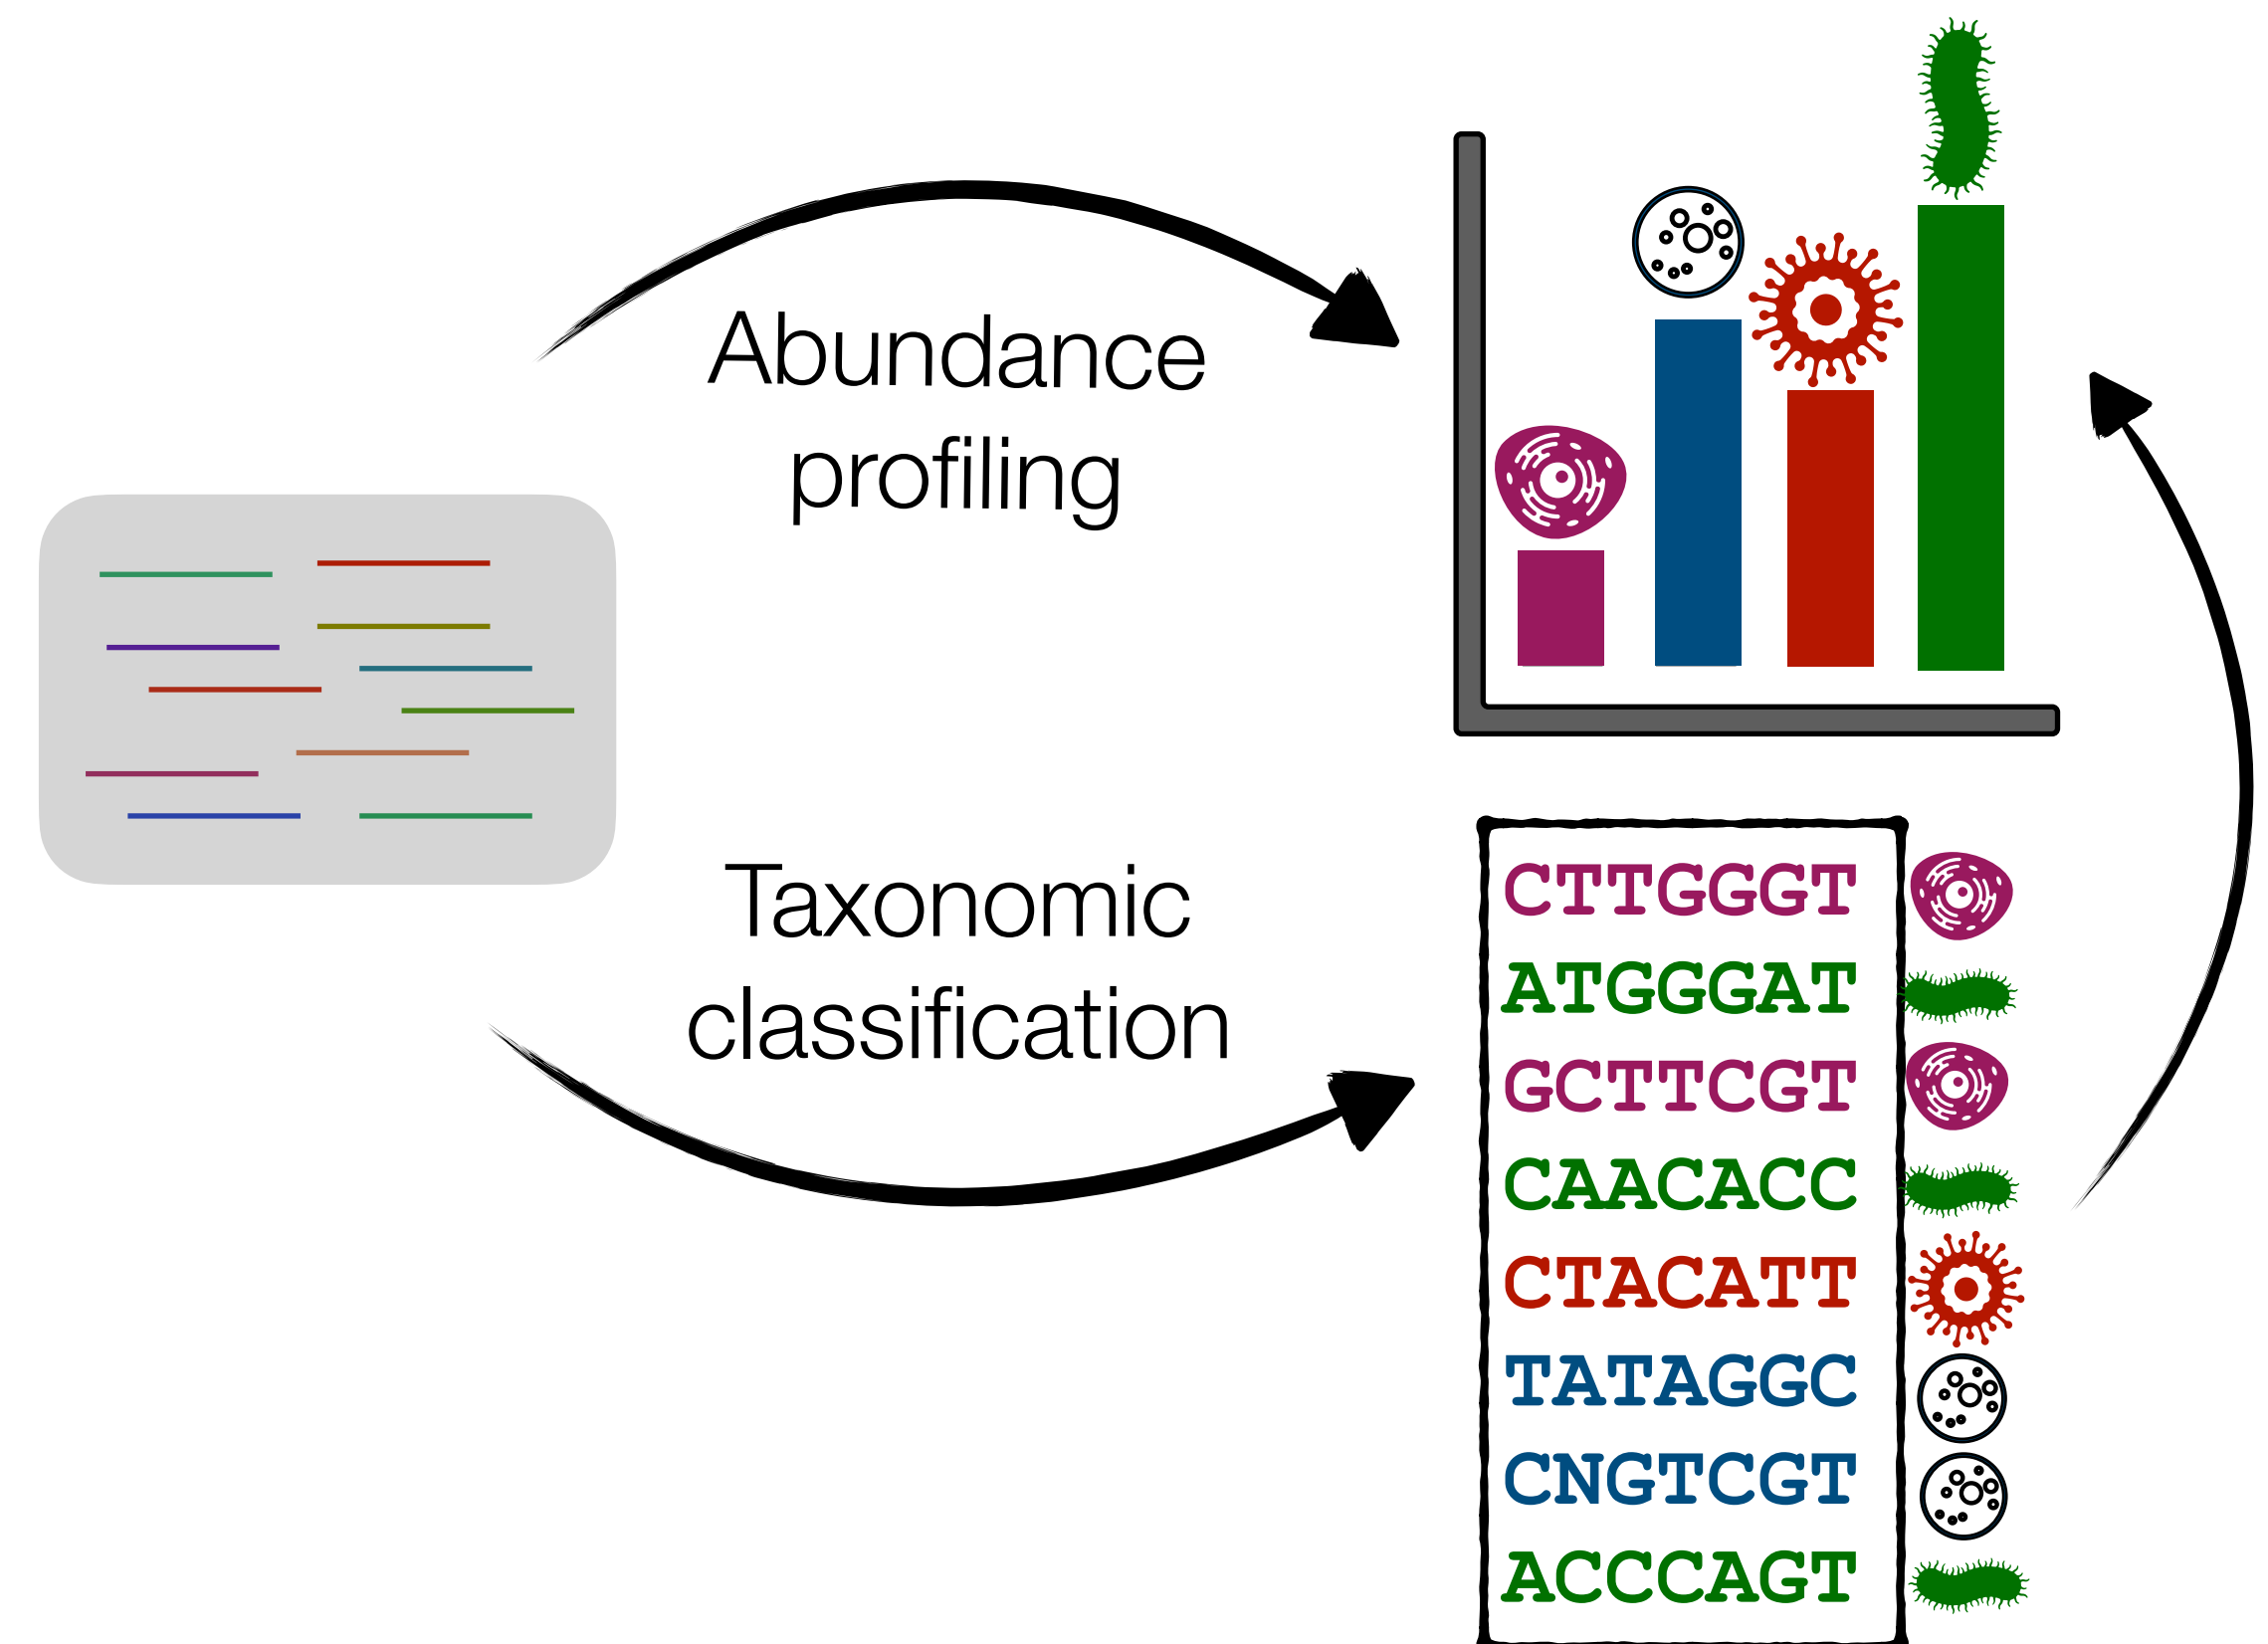 Abundance
profiling
Taxonomic
classification
CTTGGGT
ATGGGAT
GCTTCGT
CAACACC
CTACATT
TATAGGC
CNGTCGT
ACCCAGT